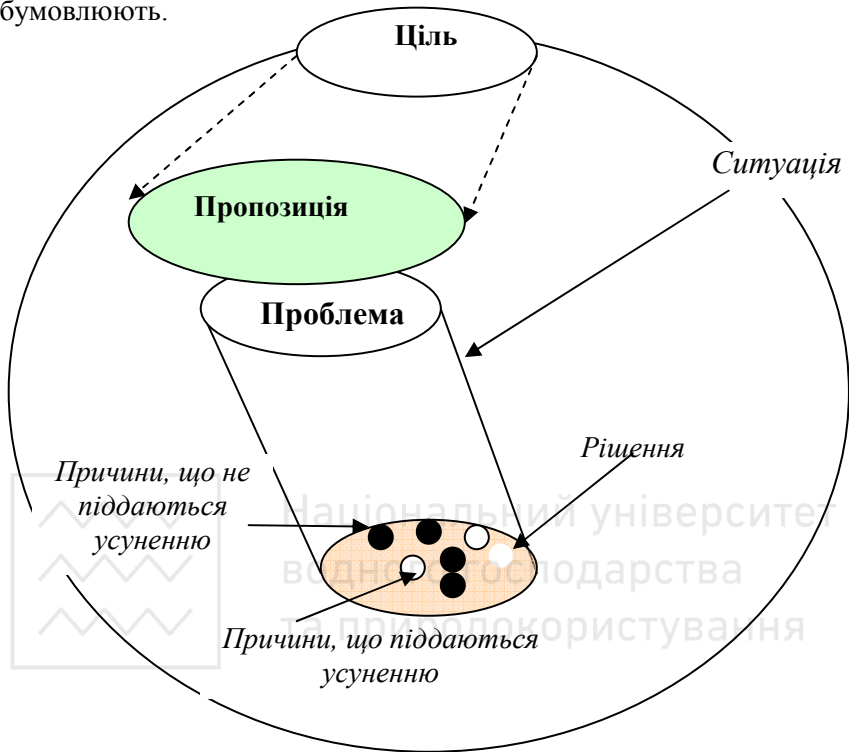 бумовлюють.
Ціль
Ситуація
Пропозиція
Проблема
Рішення
Причини, що не
піддаються
усуненню
Національний університет
водного господарства
та природокористування
Причини, що піддаються
усуненню